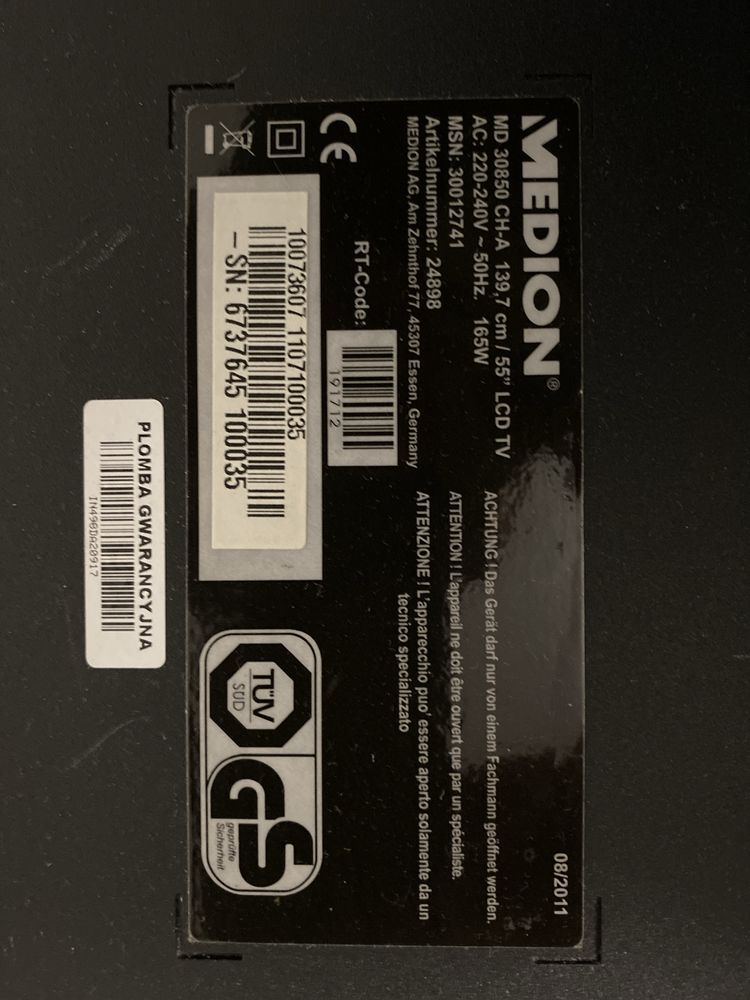 MEDION®
MD 30850 CH-A 139,7 cm / 55" LCD TV
AC: 220-240V ~ 50Hz. 165W
MSN: 30012741
Artikelnummer: 24898
MEDION AG, Am Zehnthof 77, 45307 Essen, Germany
08/2011
ACHTUNG ! Das Gerät darf nur von einem Fachmann geöffnet werden.
ATTENTION ! L'appareil ne doit être ouvert que par un spécialiste.
ATTENZIONE ! L'apparecchio puo' essere aperto solamente da un
tecnico specializzato
RT-Code:
191712
CE
10073607 1107100035
– SN: 6737645 100035
TÜV
SÜD
GS
geprüfte
Sicherheit
PLOMBA GWARANCYJNA
IN498DA20917